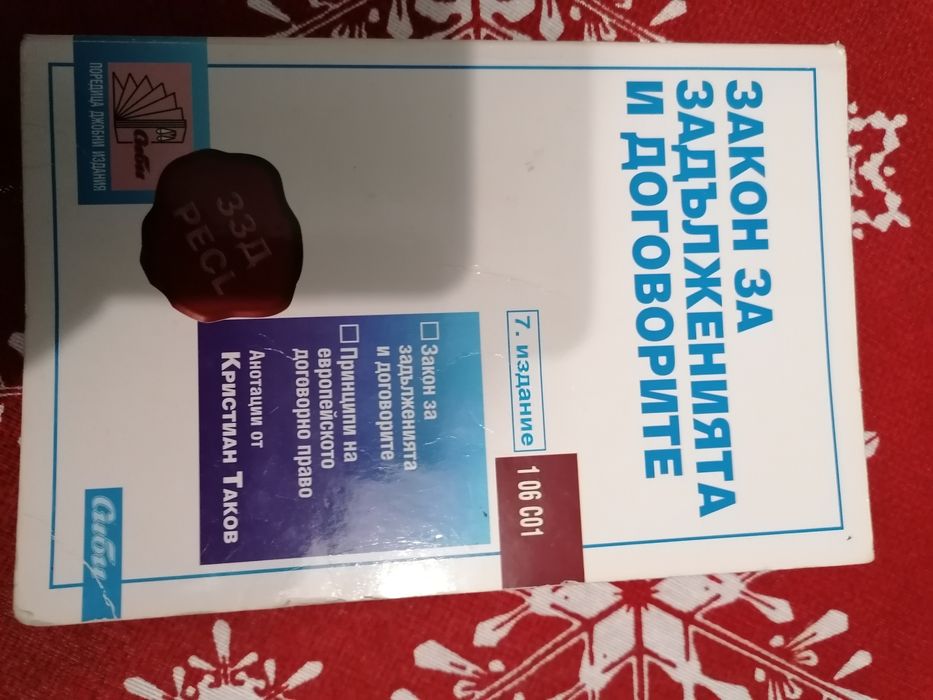 ЗАКОН ЗА
ЗАДЪЛЖЕНИЯТА
И ДОГОВОРИТЕ
7. издание
1 06 C01
Закон за
задълженията
и договорите
Принципи на
европейското
договорно право
Анотации от
КРИСТИАН ТАКОВ
ЗЗД
PECL
Сиби
ПОРЕДИЦА ДЖОБНИ ИЗДАНИЯ
Сиби